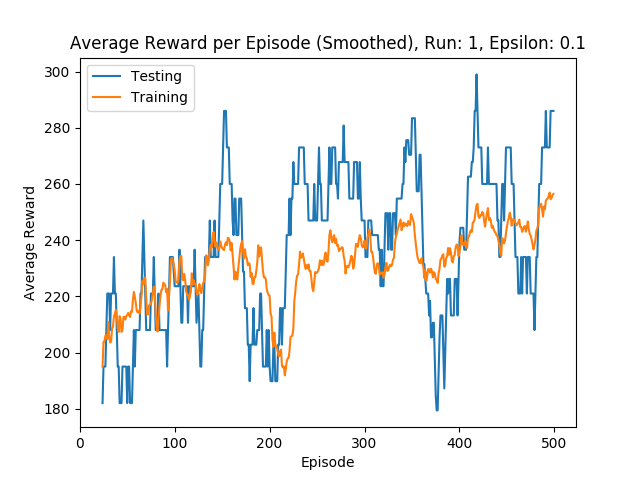 Average Reward per Episode (Smoothed), Run: 1, Epsilon: 0.1
Testing
Training
Average Reward
300
280
260
240
220
200
180
0 100 200 300 400 500
Episode